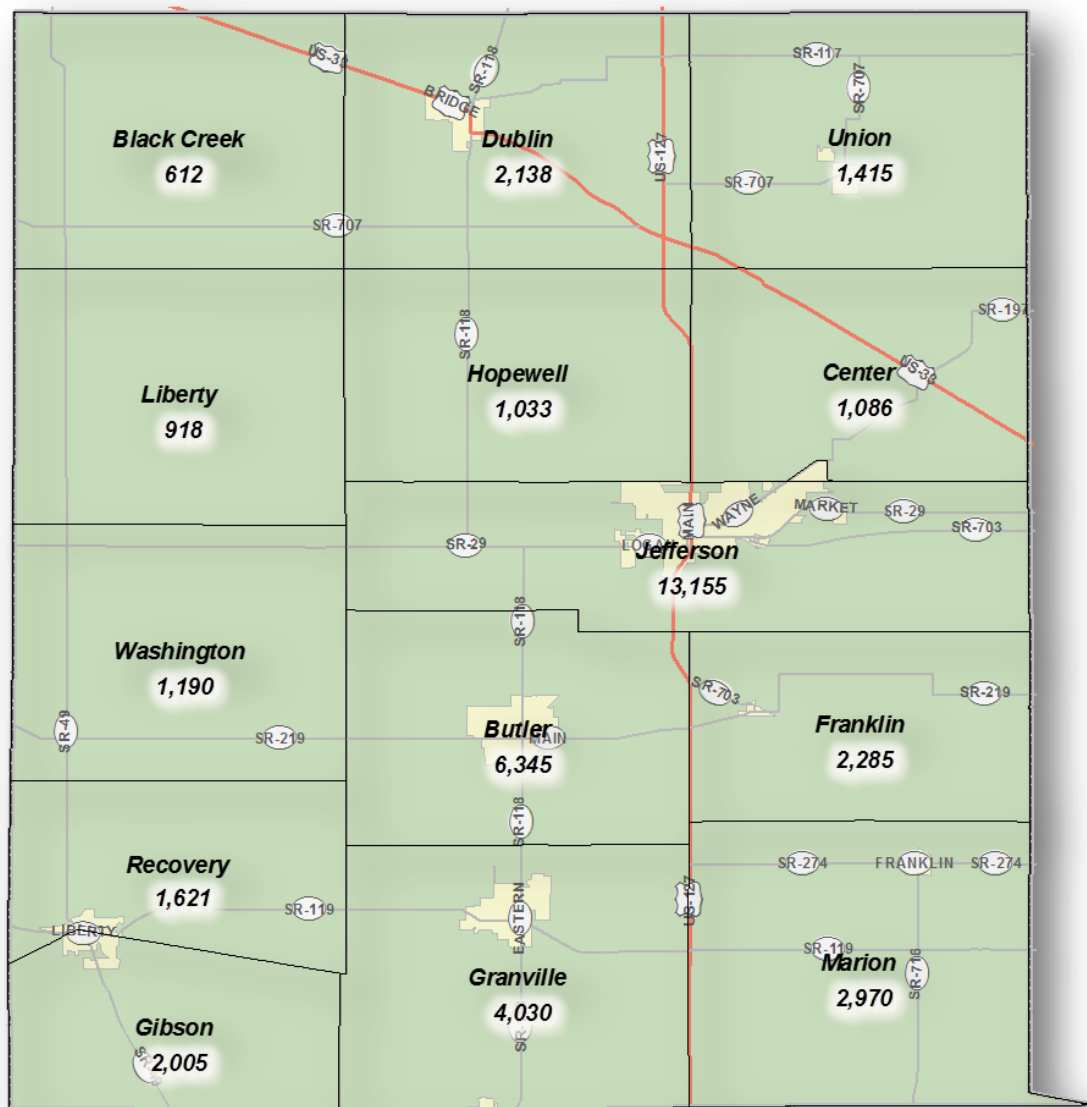 US-33
SR-118
SR-117
SR-707
BRIDGE
US-127
Black Creek
612
Dublin
2,138
Union
1,415
SR-707
SR-707
SR-197
SR-118
US-33
Liberty
918
Hopewell
1,033
Center
1,086
WAYNE
MARKET
SR-29
MAIN
SR-703
SR-29
Jefferson
13,155
SR-118
Washington
1,190
SR-703
SR-219
SR-49
SR-219
Butler
MAIN
6,345
Franklin
2,285
SR-118
Recovery
1,621
SR-274
FRANKLIN
SR-274
SR-119
US-127
LIBERTY
EASTERN
SR-119
Marion
2,970
SR-716
Granville
4,030
Gibson
2,005